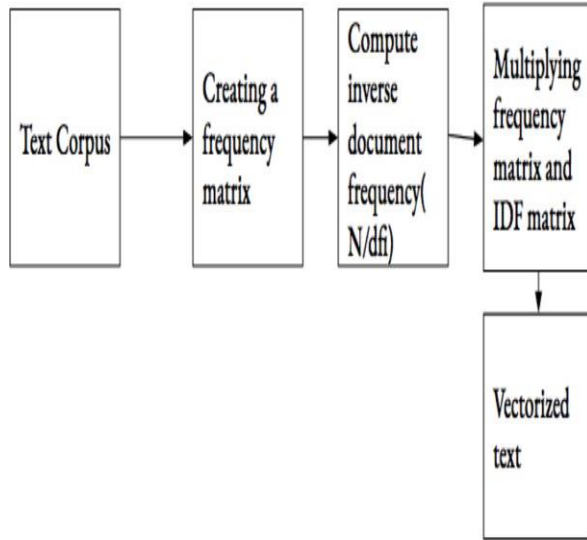 Text Corpus
Creating a
frequency
matrix
Compute
inverse
document
frequency(
N/dfi)
Multiplying
frequency
matrix and
IDF matrix
Vectorized
text